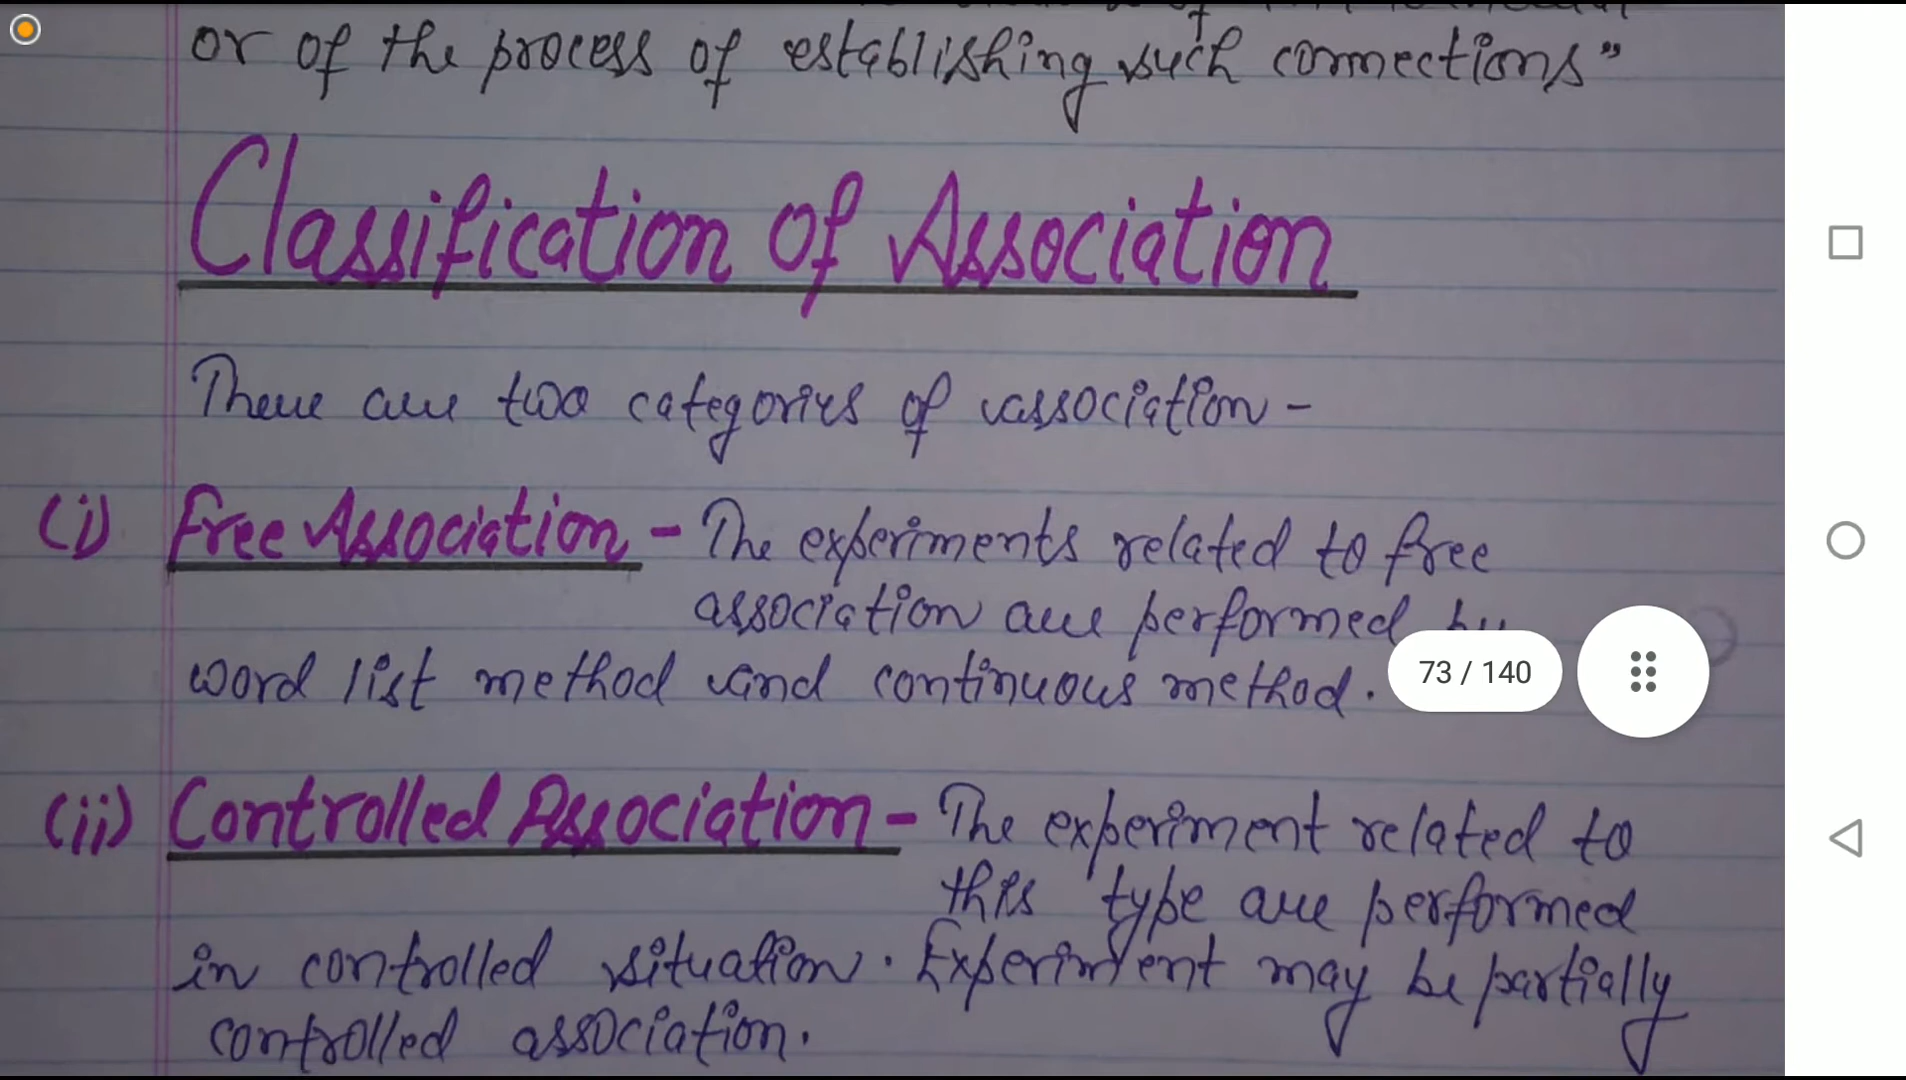 or of the process of establishing such connections"
Classification of Association
There are two categories of association -
(i) Free Association - The experiments related to free
association are performed by
word list method and continuous method.
73 / 140
(ii) Controlled Association - The experiment related to
this type are performed
in controlled situation. Experiment may be partially
controlled association.